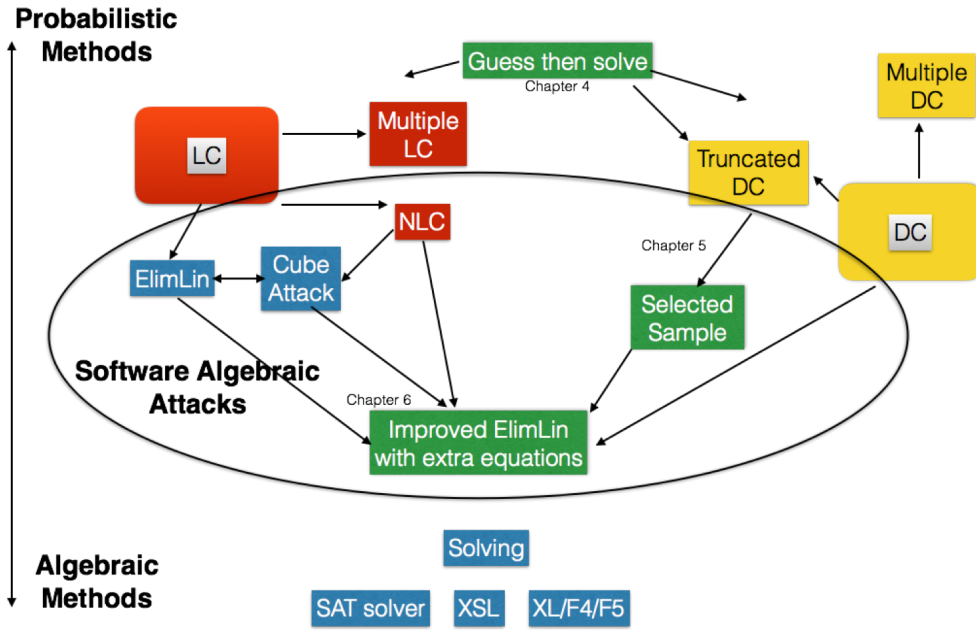 Probabilistic
Methods
Guess then solve
Chapter 4
Multiple
DC
LC
Multiple
LC
Truncated
DC
NLC
DC
Chapter 5
ElimLin
Cube
Attack
Selected
Sample
Software Algebraic
Attacks
Chapter 6
Improved ElimLin
with extra equations
Solving
Algebraic
Methods
SAT solver
XSL
XL/F4/F5